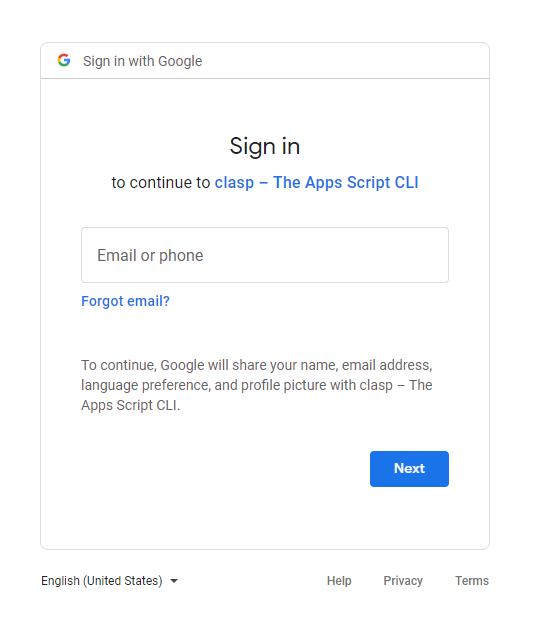 Sign in with Google
Sign in
to continue to clasp – The Apps Script CLI
Email or phone
Forgot email?
To continue, Google will share your name, email address,
language preference, and profile picture with clasp – The
Apps Script CLI.
Next
English (United States) Help Privacy Terms